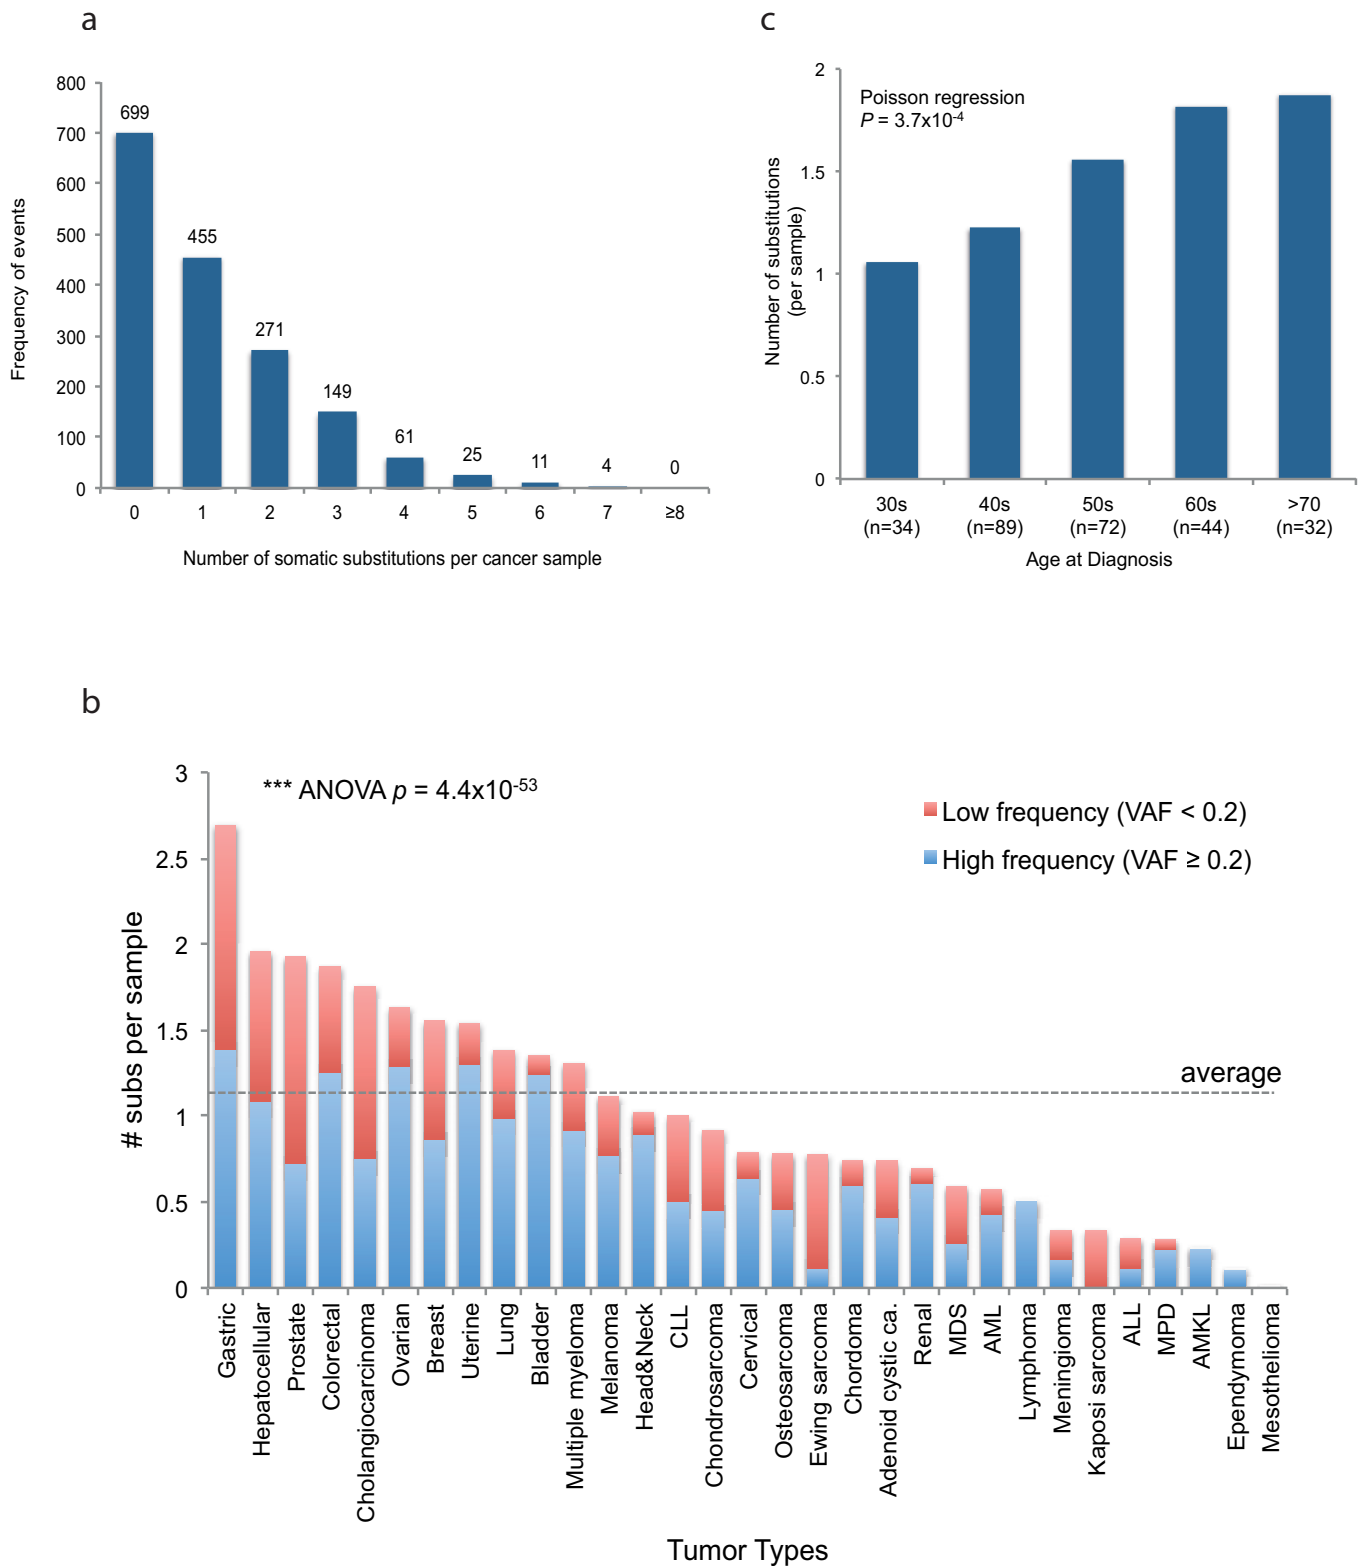 a
800
700
600
500
400
300
200
100
0
Frequency of events
699
455
271
149
61
25
11
4
0
0 1 2 3 4 5 6 7 ≥8
Number of somatic substitutions per cancer sample
c
2
1.5
1
0.5
0
Number of substitutions
(per sample)
Poisson regression
P = 3.7x10-4
30s 40s 50s 60s >70
(n=34) (n=89) (n=72) (n=44) (n=32)
Age at Diagnosis
b
3
2.5
2
1.5
1
0.5
0
# subs per sample
*** ANOVA p = 4.4x10-53
Low frequency (VAF < 0.2)
High frequency (VAF ≥ 0.2)
average
Gastric
Hepatocellular
Prostate
Colorectal
Cholangiocarcinoma
Ovarian
Breast
Uterine
Lung
Bladder
Multiple myeloma
Melanoma
Head&Neck
CLL
Chondrosarcoma
Cervical
Osteosarcoma
Ewing sarcoma
Chordoma
Adenoid cystic ca.
Renal
MDS
AML
Lymphoma
Meningioma
Kaposi sarcoma
ALL
MPD
AMKL
Ependymoma
Mesothelioma
Tumor Types